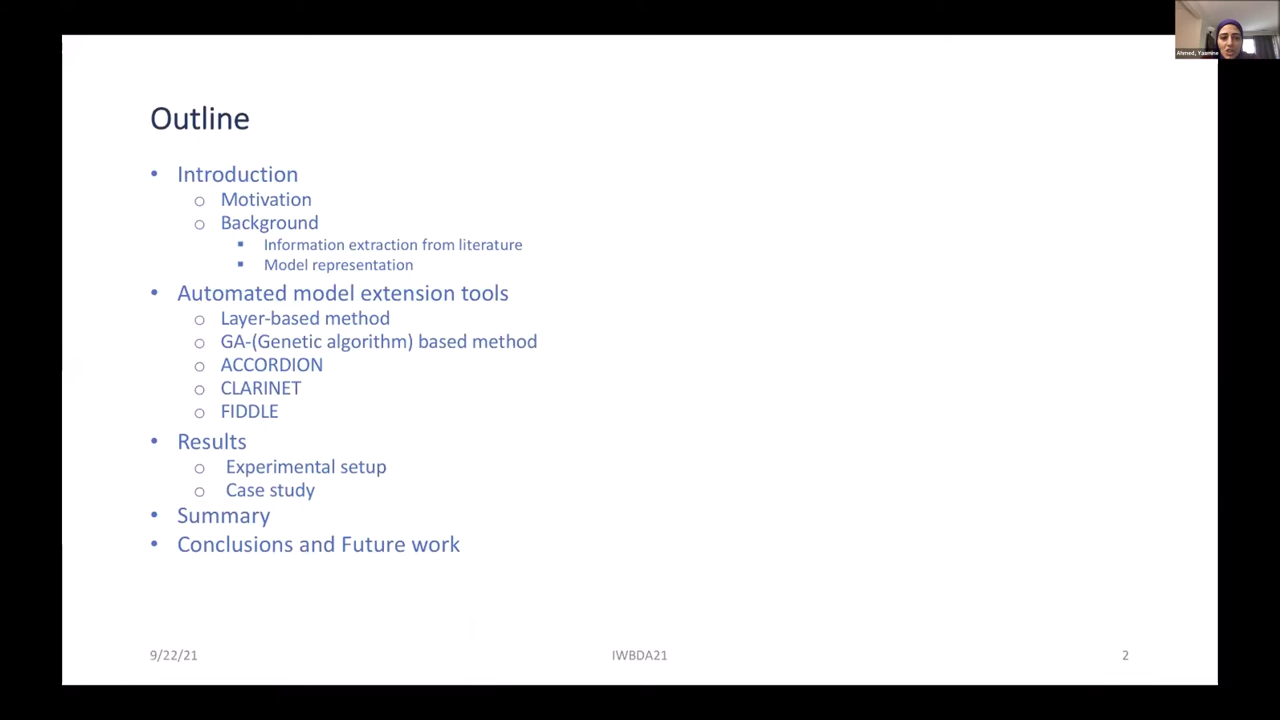 Ahmed, Yasmine
Outline
• Introduction
o Motivation
o Background
▪ Information extraction from literature
▪ Model representation
• Automated model extension tools
o Layer-based method
o GA-(Genetic algorithm) based method
o ACCORDION
o CLARINET
o FIDDLE
• Results
o Experimental setup
o Case study
• Summary
• Conclusions and Future work
9/22/21
IWBDA21
2